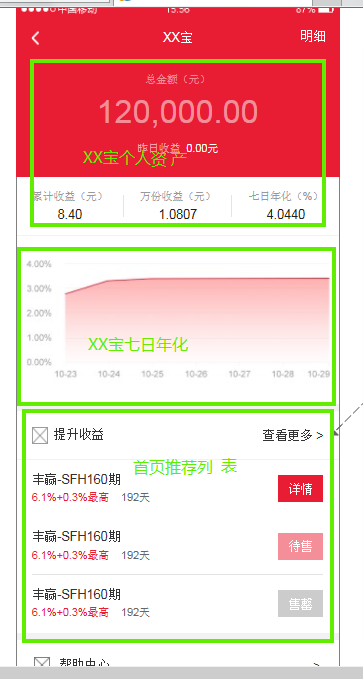 中国移动 15:56 87%
XX宝 明细
总金额（元）
120,000.00
昨日收益 0.00元
XX宝个人资 产
累计收益（元） 万份收益（元） 七日年化（%）
8.40 1.0807 4.0440
4.00%
3.00%
2.00%
1.00%
0.00%
XX宝七日年化
10-23 10-24 10-25 10-26 10-27 10-28 10-29
提升收益 查看更多 >
首页推荐列 表
丰赢-SFH160期
6.1%+0.3%最高 192天 详情
丰赢-SFH160期
6.1%+0.3%最高 192天 待售
丰赢-SFH160期
6.1%+0.3%最高 192天 售罄
帮助中心